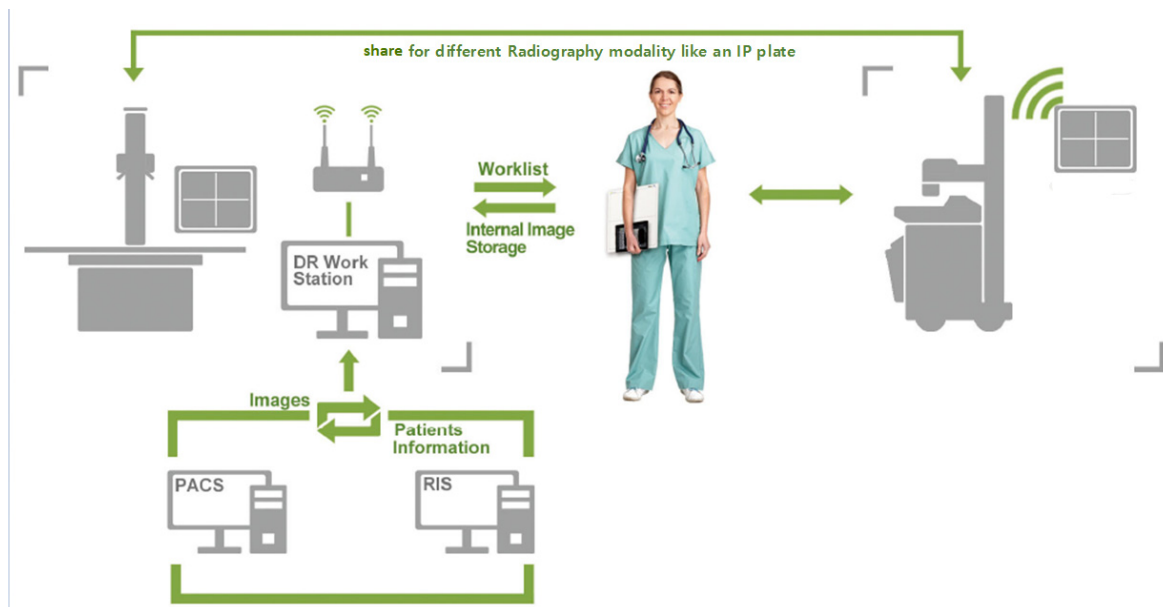 share for different Radiography modality like an IP plate
Worklist
Internal Image
Storage
DR Work
Station
Images
Patients
Information
PACS
RIS